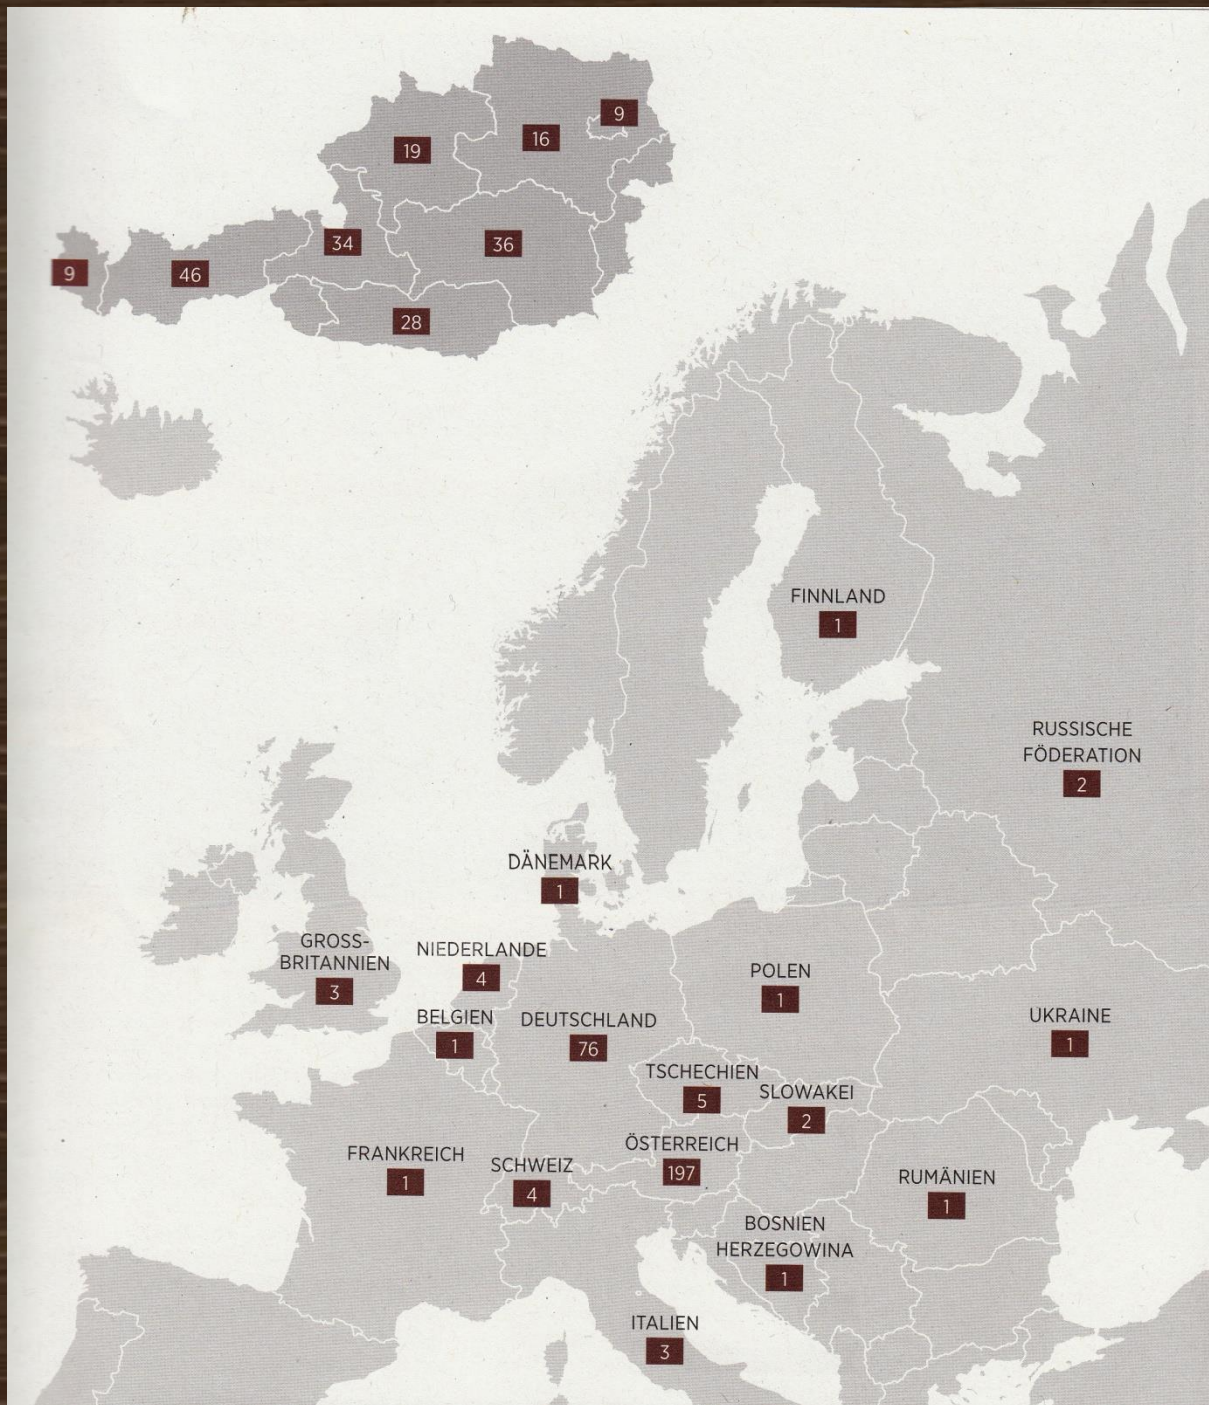 9
16
19
34
36
9
46
28
FINNLAND
1
RUSSISCHE
FÖDERATION
2
DÄNEMARK
1
GROSS-
BRITANNIEN
3
NIEDERLANDE
4
POLEN
1
BELGIEN
1
DEUTSCHLAND
76
UKRAINE
1
TSCHECHIEN
5
SLOWAKEI
2
ÖSTERREICH
197
FRANKREICH
1
SCHWEIZ
4
RUMÄNIEN
1
BOSNIEN
HERZEGOWINA
1
ITALIEN
3